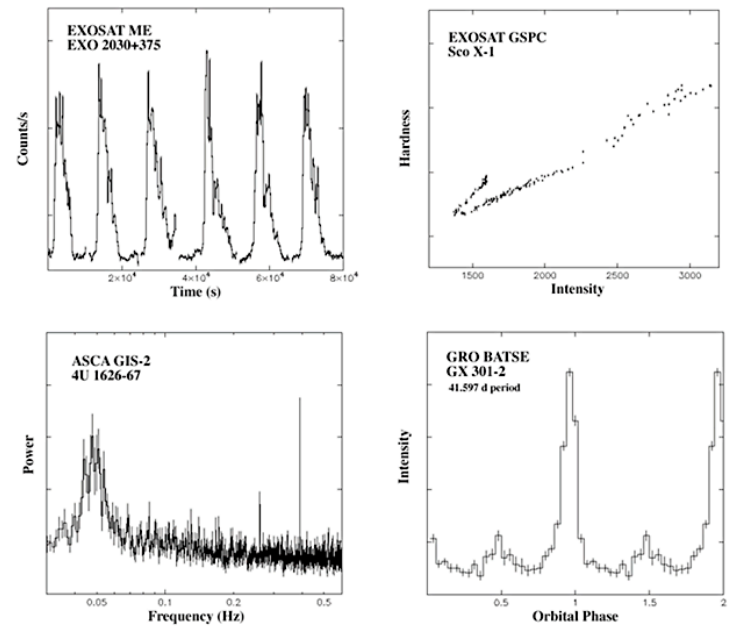 EXOSAT ME
EXO 2030+375
Counts/s
2×10⁴ 4×10⁴ 6×10⁴ 8×10⁴
Time (s)
EXOSAT GSPC
Sco X-1
Hardness
1500 2000 2500 3000
Intensity
ASCA GIS-2
4U 1626-67
Power
0.05 0.1 0.2 0.5
Frequency (Hz)
GRO BATSE
GX 301-2
41.597 d period
Intensity
0.5 1 1.5 2
Orbital Phase